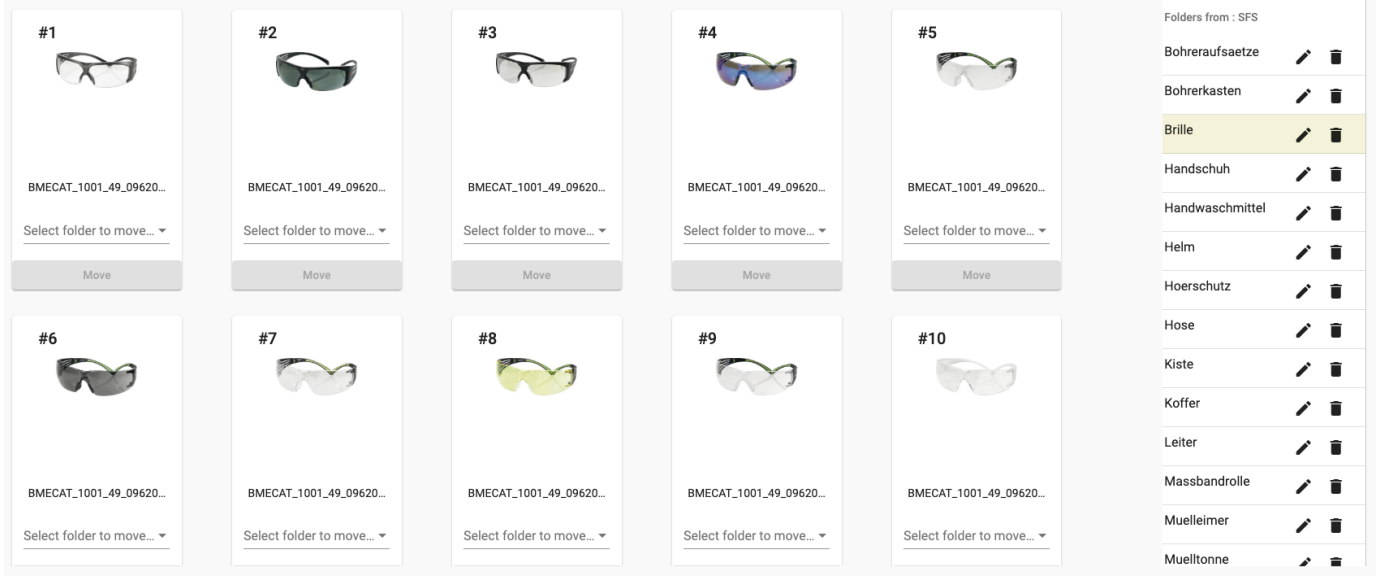 #1
#2
#3
#4
#5
BMECAT_1001_49_09620...
BMECAT_1001_49_09620...
BMECAT_1001_49_09620...
BMECAT_1001_49_09620...
BMECAT_1001_49_09620...
Select folder to move...
Select folder to move...
Select folder to move...
Select folder to move...
Select folder to move...
Move
Move
Move
Move
Move
#6
#7
#8
#9
#10
BMECAT_1001_49_09620...
BMECAT_1001_49_09620...
BMECAT_1001_49_09620...
BMECAT_1001_49_09620...
BMECAT_1001_49_09620...
Select folder to move...
Select folder to move...
Select folder to move...
Select folder to move...
Select folder to move...
Folders from : SFS
Bohreraufsaetze
Bohrerkasten
Brille
Handschuh
Handwaschmittel
Helm
Hoerschutz
Hose
Kiste
Koffer
Leiter
Massbandrolle
Muelleimer
Muelltonne